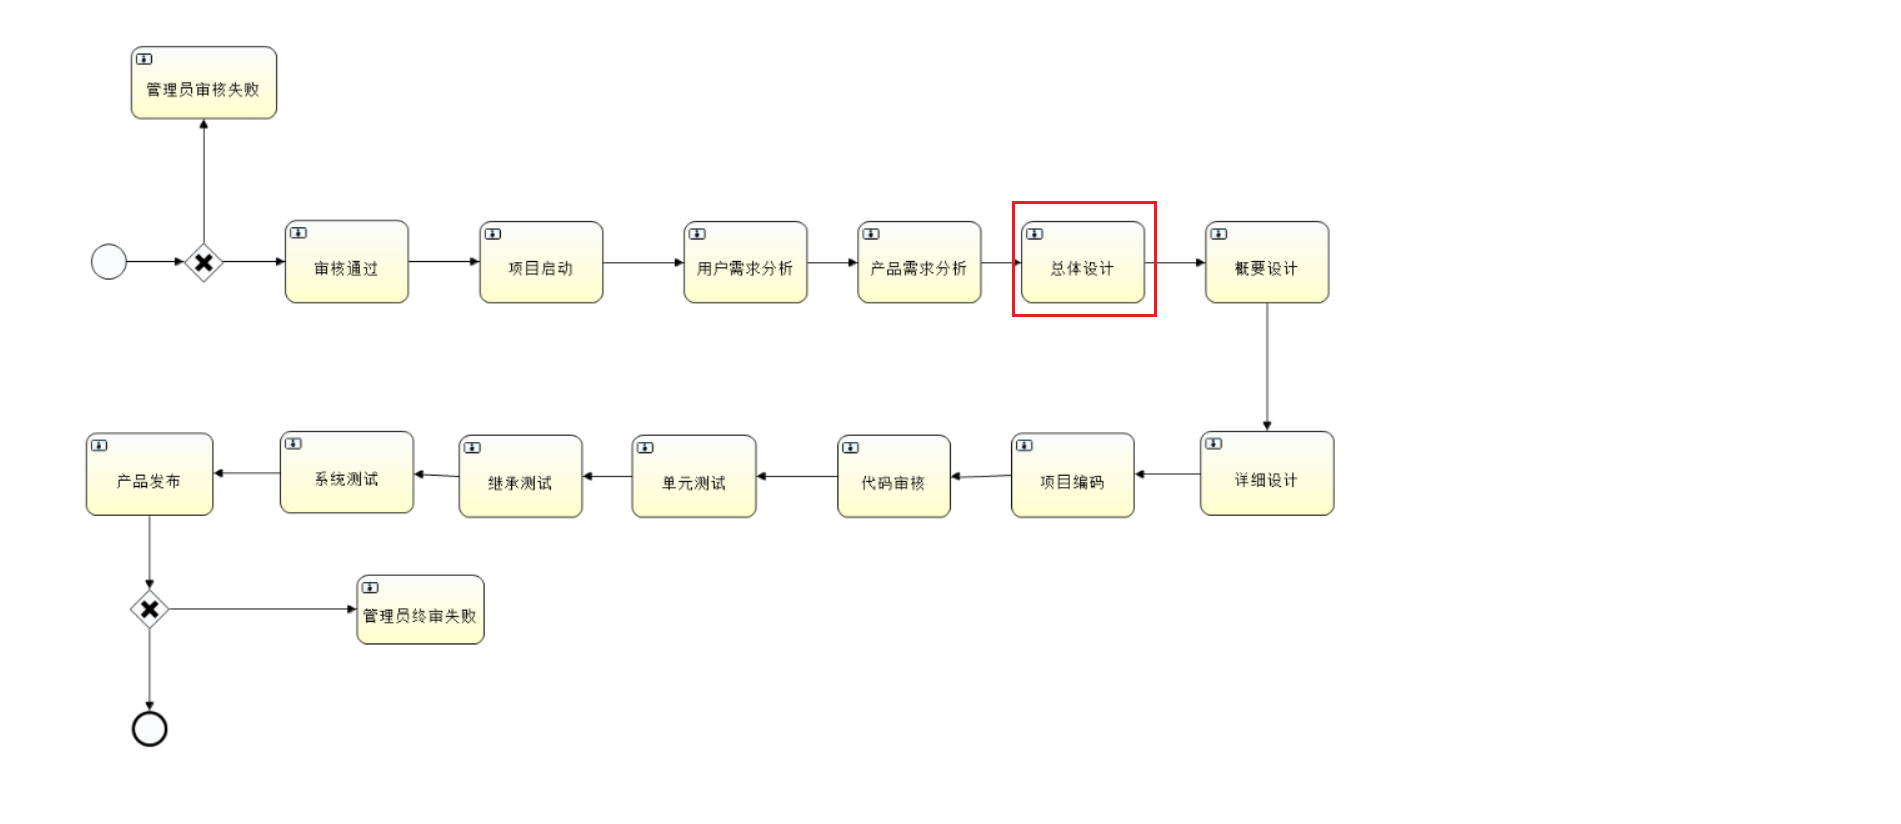 管理员审核失败
审核通过
项目启动
用户需求分析
产品需求分析
总体设计
概要设计
产品发布
系统测试
继承测试
单元测试
代码审核
项目编码
详细设计
管理员终审失败